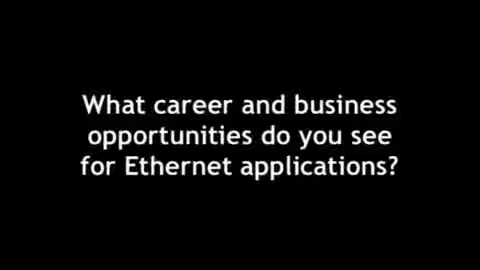 What career and business
opportunities do you see
for Ethernet applications?